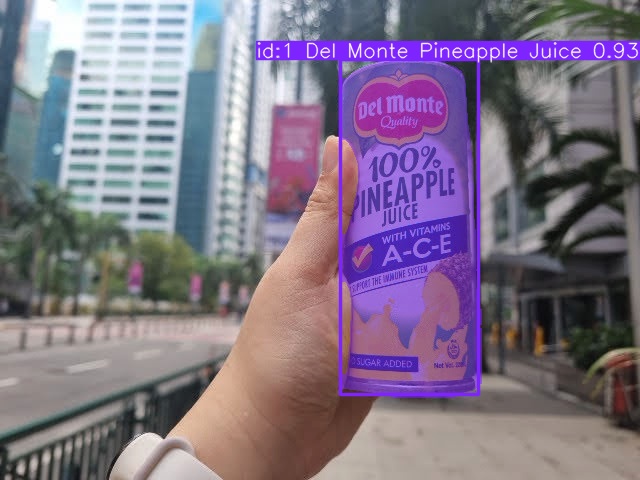 id:1 Del Monte Pineapple Juice 0.93
Del Monte
Quality
100%
PINEAPPLE
JUICE
WITH VITAMINS
A-C-E
SUPPORT THE IMMUNE SYSTEM
SUGAR ADDED
Net Vol.